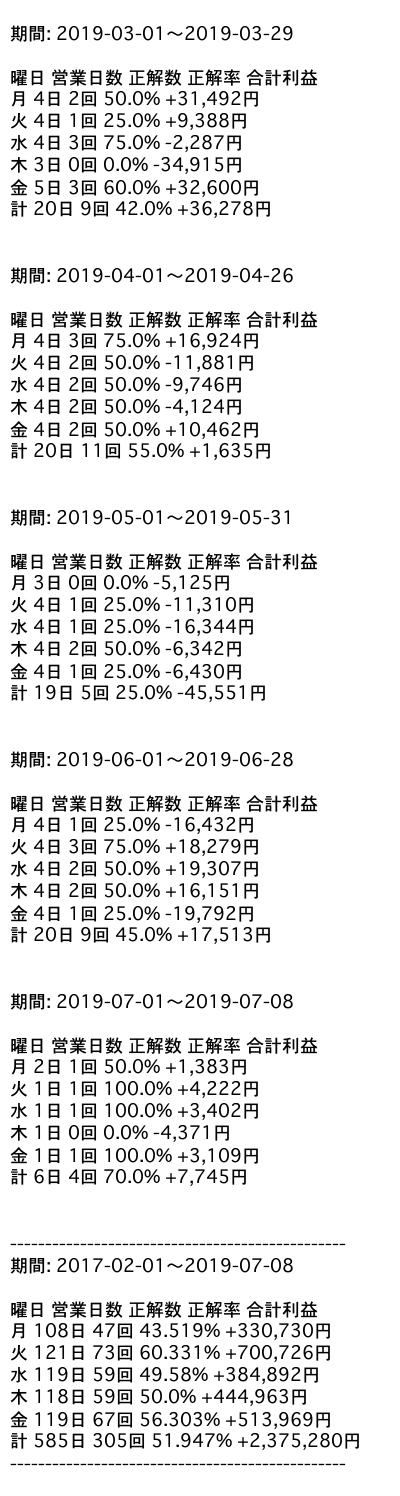 期間: 2019-03-01〜2019-03-29
曜日 営業日数 正解数 正解率 合計利益
月 4日 2回 50.0% +31,492円
火 4日 1回 25.0% +9,388円
水 4日 3回 75.0% -2,287円
木 3日 0回 0.0% -34,915円
金 5日 3回 60.0% +32,600円
計 20日 9回 42.0% +36,278円
期間: 2019-04-01〜2019-04-26
曜日 営業日数 正解数 正解率 合計利益
月 4日 3回 75.0% +16,924円
火 4日 2回 50.0% -11,881円
水 4日 2回 50.0% -9,746円
木 4日 2回 50.0% -4,124円
金 4日 2回 50.0% +10,462円
計 20日 11回 55.0% +1,635円
期間: 2019-05-01〜2019-05-31
曜日 営業日数 正解数 正解率 合計利益
月 3日 0回 0.0% -5,125円
火 4日 1回 25.0% -11,310円
水 4日 1回 25.0% -16,344円
木 4日 2回 50.0% -6,342円
金 4日 1回 25.0% -6,430円
計 19日 5回 25.0% -45,551円
期間: 2019-06-01〜2019-06-28
曜日 営業日数 正解数 正解率 合計利益
月 4日 1回 25.0% -16,432円
火 4日 3回 75.0% +18,279円
水 4日 2回 50.0% +19,307円
木 4日 2回 50.0% +16,151円
金 4日 1回 25.0% -19,792円
計 20日 9回 45.0% +17,513円
期間: 2019-07-01〜2019-07-08
曜日 営業日数 正解数 正解率 合計利益
月 2日 1回 50.0% +1,383円
火 1日 1回 100.0% +4,222円
水 1日 1回 100.0% +3,402円
木 1日 0回 0.0% -4,371円
金 1日 1回 100.0% +3,109円
計 6日 4回 70.0% +7,745円
------------------------------------------------
期間: 2017-02-01〜2019-07-08
曜日 営業日数 正解数 正解率 合計利益
月 108日 47回 43.519% +330,730円
火 121日 73回 60.331% +700,726円
水 119日 59回 49.58% +384,892円
木 118日 59回 50.0% +444,963円
金 119日 67回 56.303% +513,969円
計 585日 305回 51.947% +2,375,280円
------------------------------------------------